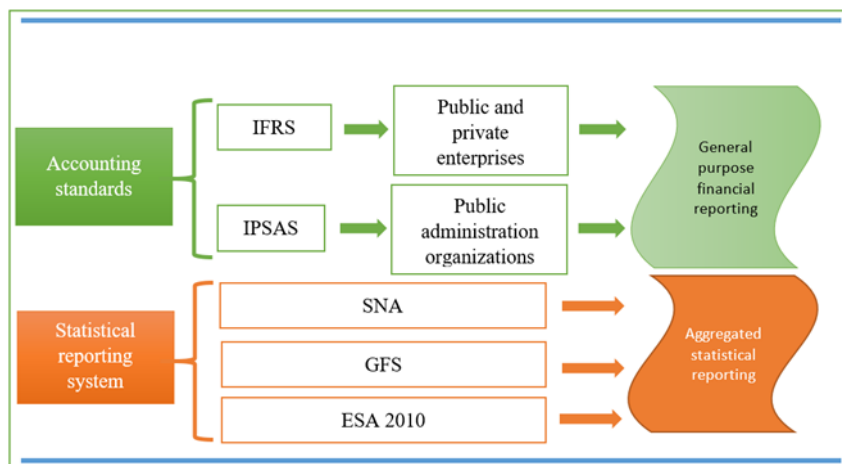 Accounting
standards
IFRS
Public and
private
enterprises
IPSAS
Public
administration
organizations
General
purpose
financial
reporting
Statistical
reporting
system
SNA
GFS
ESA 2010
Aggregated
statistical
reporting